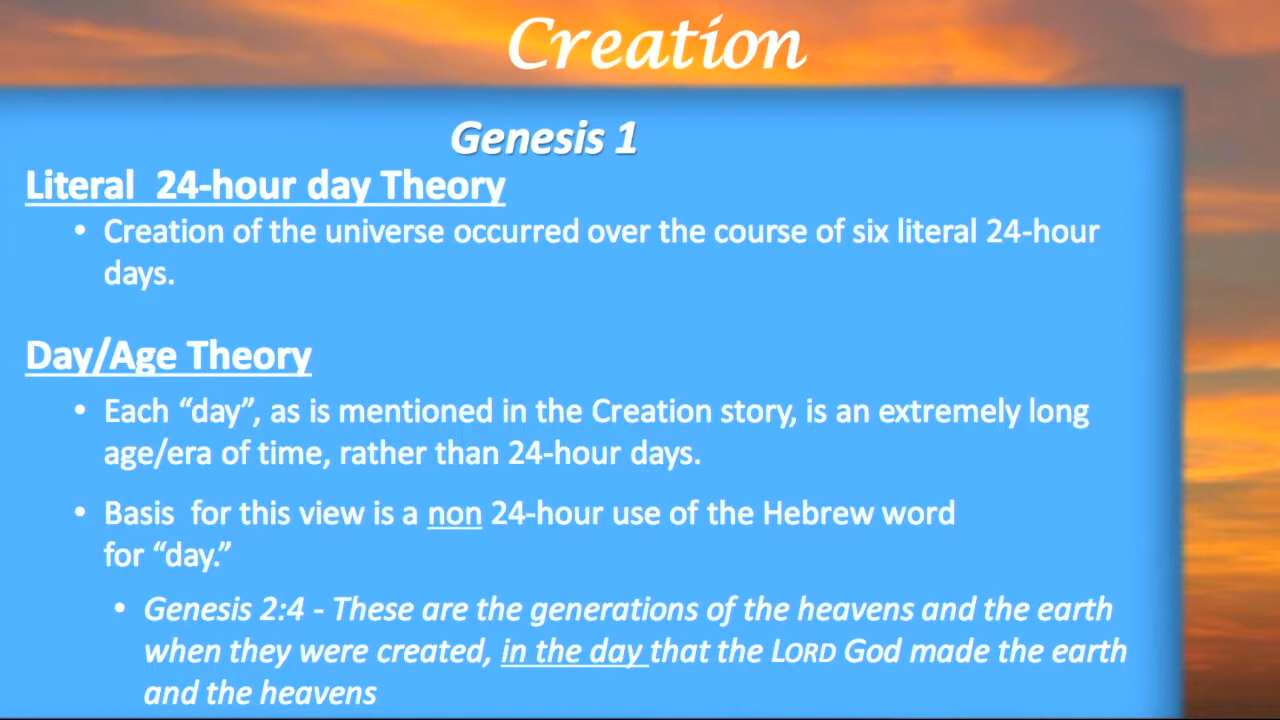 Creation
Genesis 1
Literal  24-hour day Theory
• Creation of the universe occurred over the course of six literal 24-hour
days.
Day/Age Theory
• Each “day”, as is mentioned in the Creation story, is an extremely long
age/era of time, rather than 24-hour days.
• Basis  for this view is a non 24-hour use of the Hebrew word
for “day.”
• Genesis 2:4 - These are the generations of the heavens and the earth
when they were created, in the day that the LORD God made the earth
and the heavens